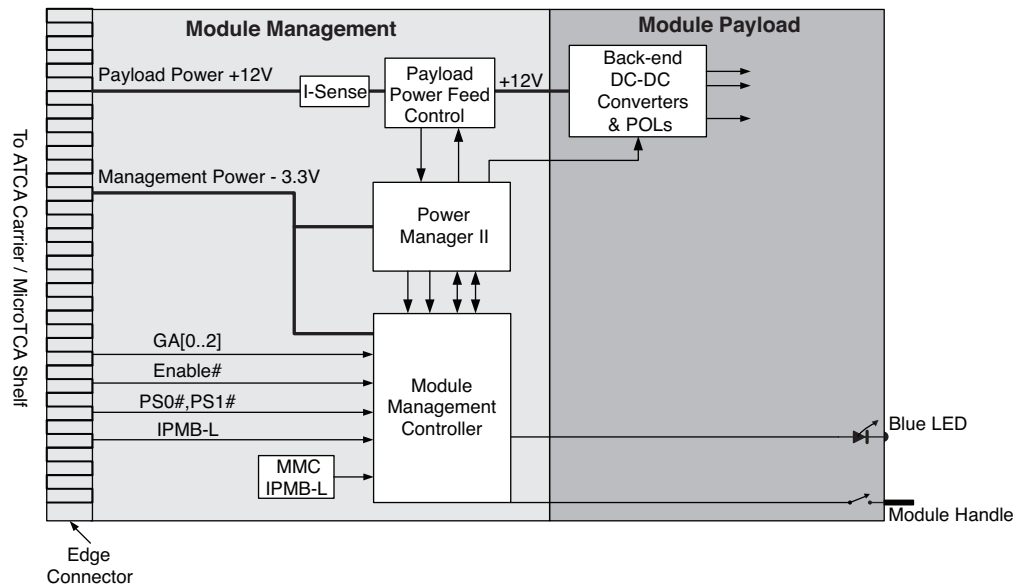 Module Management
Module Payload
Payload Power +12V
I-Sense
Payload
Power Feed
Control
+12V
Back-end
DC-DC
Converters
& POLs
To ATCA Carrier / MicroTCA Shelf
Management Power - 3.3V
Power
Manager II
GA[0..2]
Enable#
PS0#,PS1#
IPMB-L
Module
Management
Controller
MMC
IPMB-L
Blue LED
Module Handle
Edge
Connector